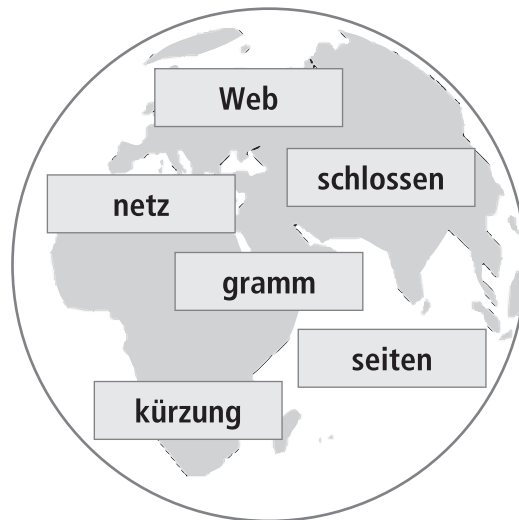 Web
schlossen
netz
gramm
seiten
kürzung